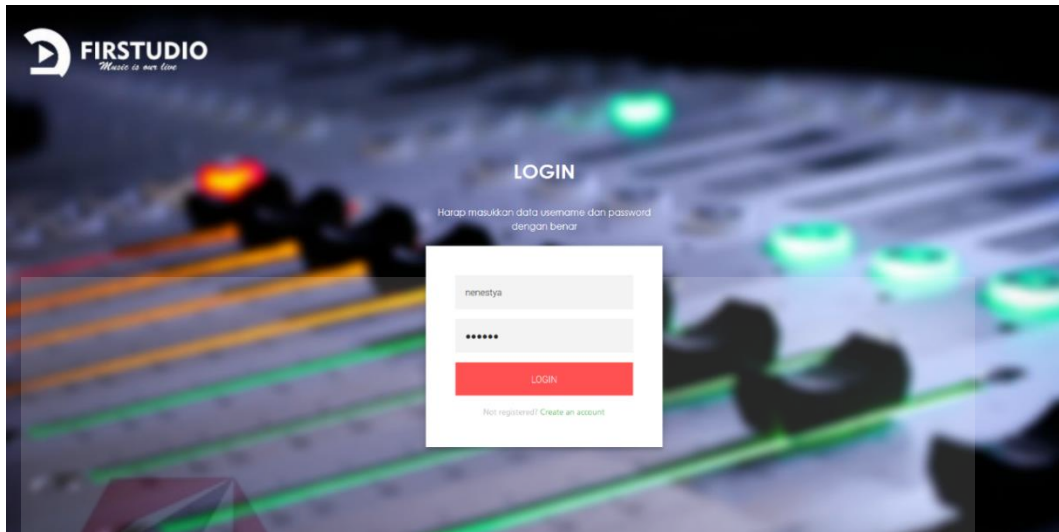 FIRSTUDIO
Music is our live
LOGIN
Harap masukkan data username dan password
dengan benar
nenestya
••••••
LOGIN
Not registered? Create an account